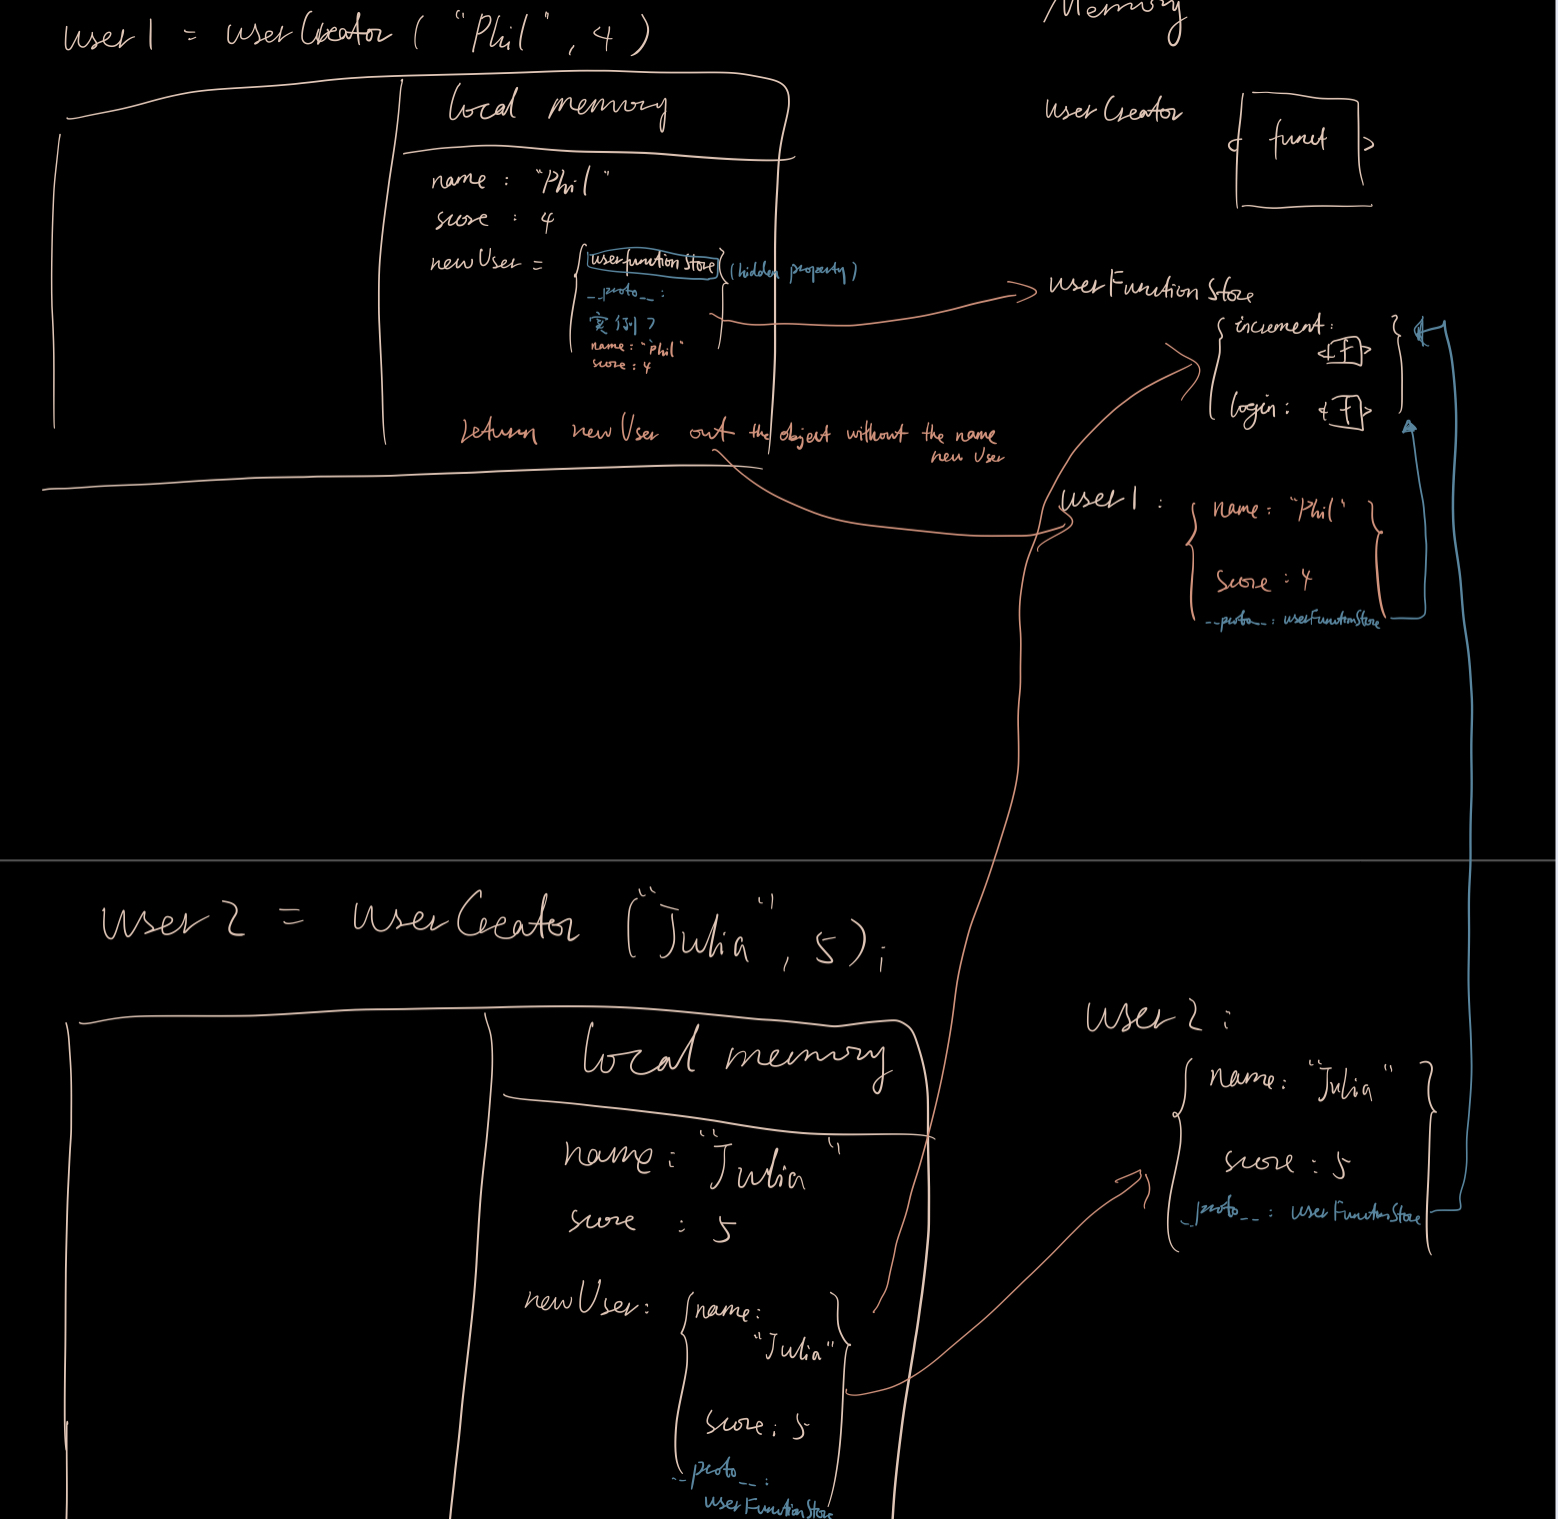 user1 = userCreator ( "Phil" , 4 )
Memory
local memory
userCreator
funct
name : "Phil"
score : 4
newUser =
userfunctionStore
(hidden property)
__proto__ :
実例?
name : "Phil"
score : 4
userFunctionStore
increment :
f
login :
f
return newUser out the object without the name
new User
user1 :
name : "Phil"
score : 4
__proto__ : userFunctionStore
user2 = userCreator ("Julia", 5);
local memory
name : "Julia"
score : 5
newUser :
name :
"Julia"
score : 5
__proto__ :
userFunctionStore
user2 :
name : "Julia"
score : 5
__proto__ : userFunctionStore